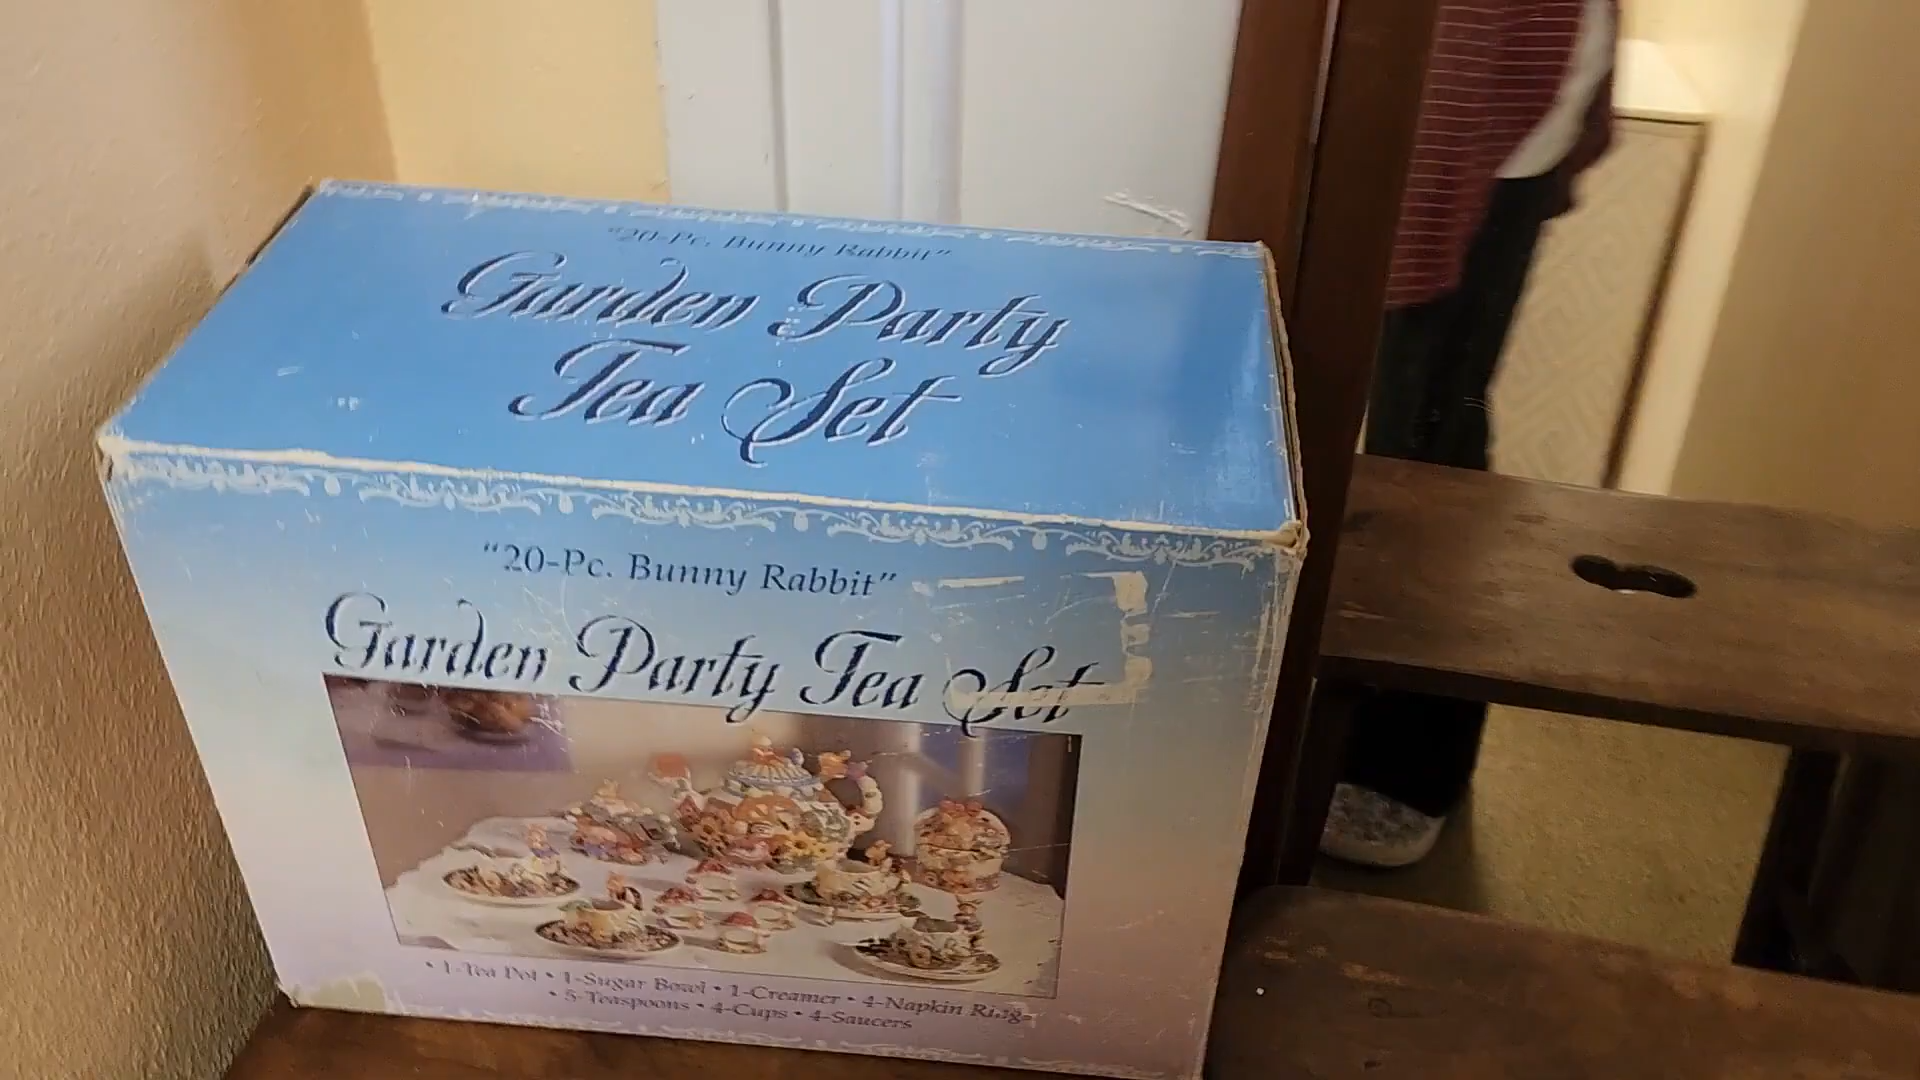 "20-Pc. Bunny Rabbit"
Garden Party
Tea Set
"20-Pc. Bunny Rabbit"
Garden Party Tea Set
• 1-Tea Pot • 1-Sugar Bowl • 1-Creamer • 4-Napkin Rings
• 5-Teaspoons • 4-Cups • 4-Saucers